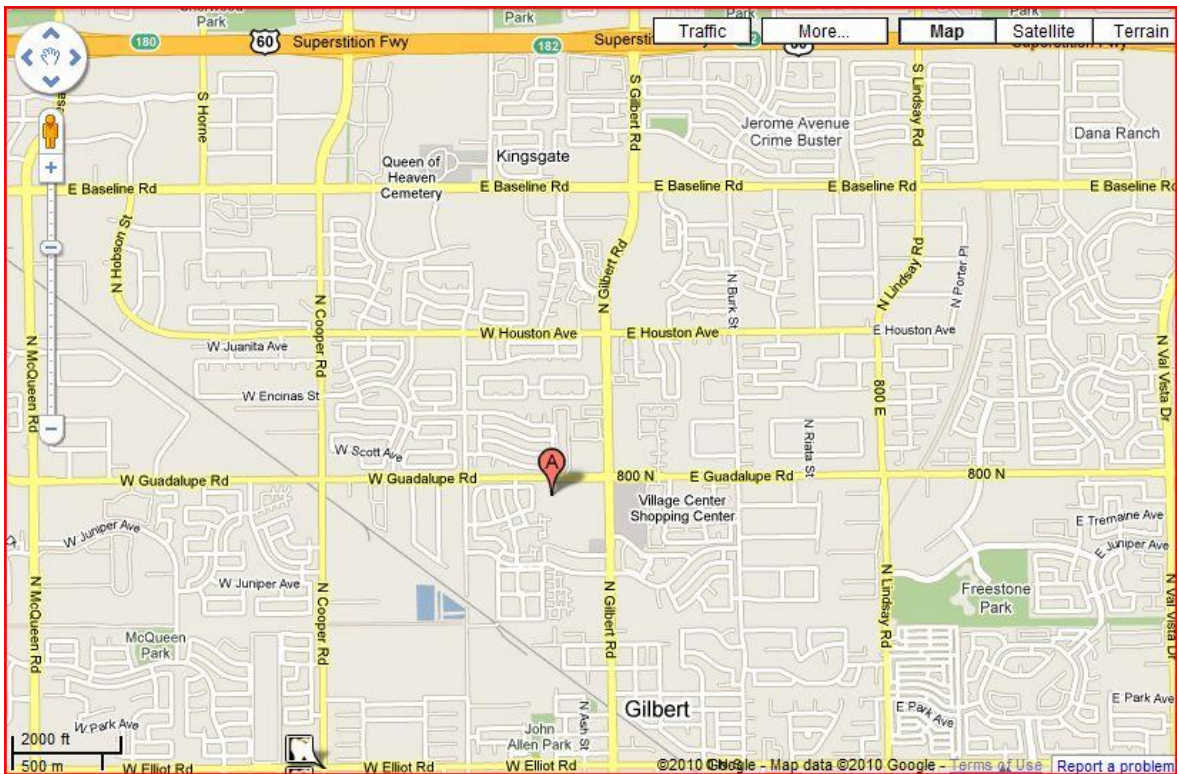 Park
Park
Park
Park
Traffic
More...
Map
Satellite
Terrain
180
60
Superstition Fwy
182
S Horne
S Gilbert Rd
S Lindsay Rd
Jerome Avenue
Crime Buster
Dana Ranch
Queen of
Heaven
Cemetery
Kingsgate
E Baseline Rd
E Baseline Rd
E Baseline Rd
E Baseline Rd
N Hobson St
N Gilbert Rd
N Burk St
N Lindsay Rd
N Porter Pl
N Cooper Rd
W Houston Ave
E Houston Ave
E Houston Ave
W Juanita Ave
N McQueen Rd
N Val Vista Dr
W Encinas St
800 E
N Riata St
W Scott Ave
A
W Guadalupe Rd
W Guadalupe Rd
800 N
E Guadalupe Rd
800 N
Village Center
Shopping Center
W Juniper Ave
E Tremaine Ave
E Juniper Ave
W Juniper Ave
N McQueen Rd
N Cooper Rd
N Gilbert Rd
N Lindsay Rd
Freestone
Park
N Val Vista Dr
McQueen
Park
Gilbert
E Park Ave
E Park Ave
W Park Ave
N Ash St
John
Allen Park
2000 ft
500 m
W Elliot Rd
W Elliot Rd
W Elliot Rd
©2010 Google - Map data ©2010 Google - Terms of Use
Report a problem